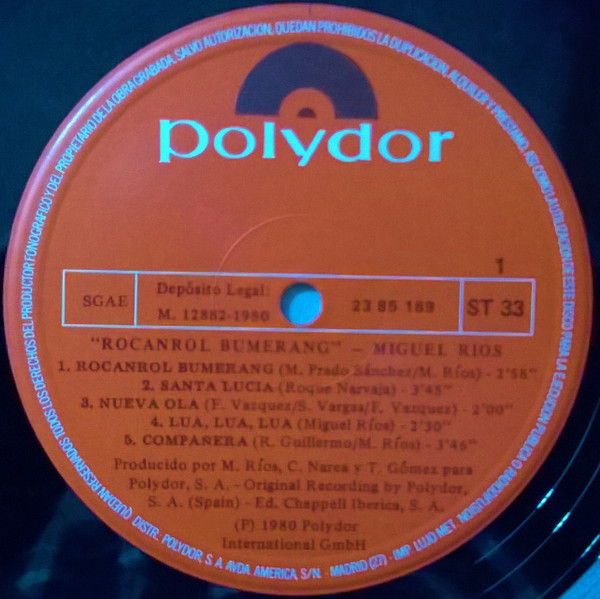 polydor
1
SGAE
Depósito Legal:
M. 12882-1980
23 85 169
ST 33
"ROCANROL BUMERANG" - MIGUEL RIOS
1. ROCANROL BUMERANG (M. Prado Sánchez/M. Ríos) - 2'58"
2. SANTA LUCIA (Roque Narvaja) - 3'45"
3. NUEVA OLA (F. Vazquez/S. Vargas/E. Vazquez) - 2'00"
4. LUA, LUA, LUA (Miguel Ríos) - 2'30"
5. COMPAÑERA (R. Guillermo/M. Ríos) - 3'46"
Producido por M. Ríos, C. Narea y T. Gómez para
Polydor, S. A. - Original Recording by Polydor,
S. A. (Spain) - Ed. Chappell Iberica, S. A.
(P) 1980 Polydor
International GmbH
QUEDAN RESERVADOS TODOS LOS DERECHOS DEL PRODUCTOR FONOGRAFICO Y DEL PROPIETARIO DE LA OBRA GRABADA. SALVO AUTORIZACION, QUEDAN PROHIBIDOS LA DUPLICACION, ALQUILER Y PRESTAMO, ASI COMO LA UTILIZACION DE ESTE DISCO PARA LA EJECUCION PUBLICA O RADIODIFUSION
DISTR. POLYDOR, S. A. AVDA. AMERICA, S/N. - MADRID (27) - IMP. LUJO MET.